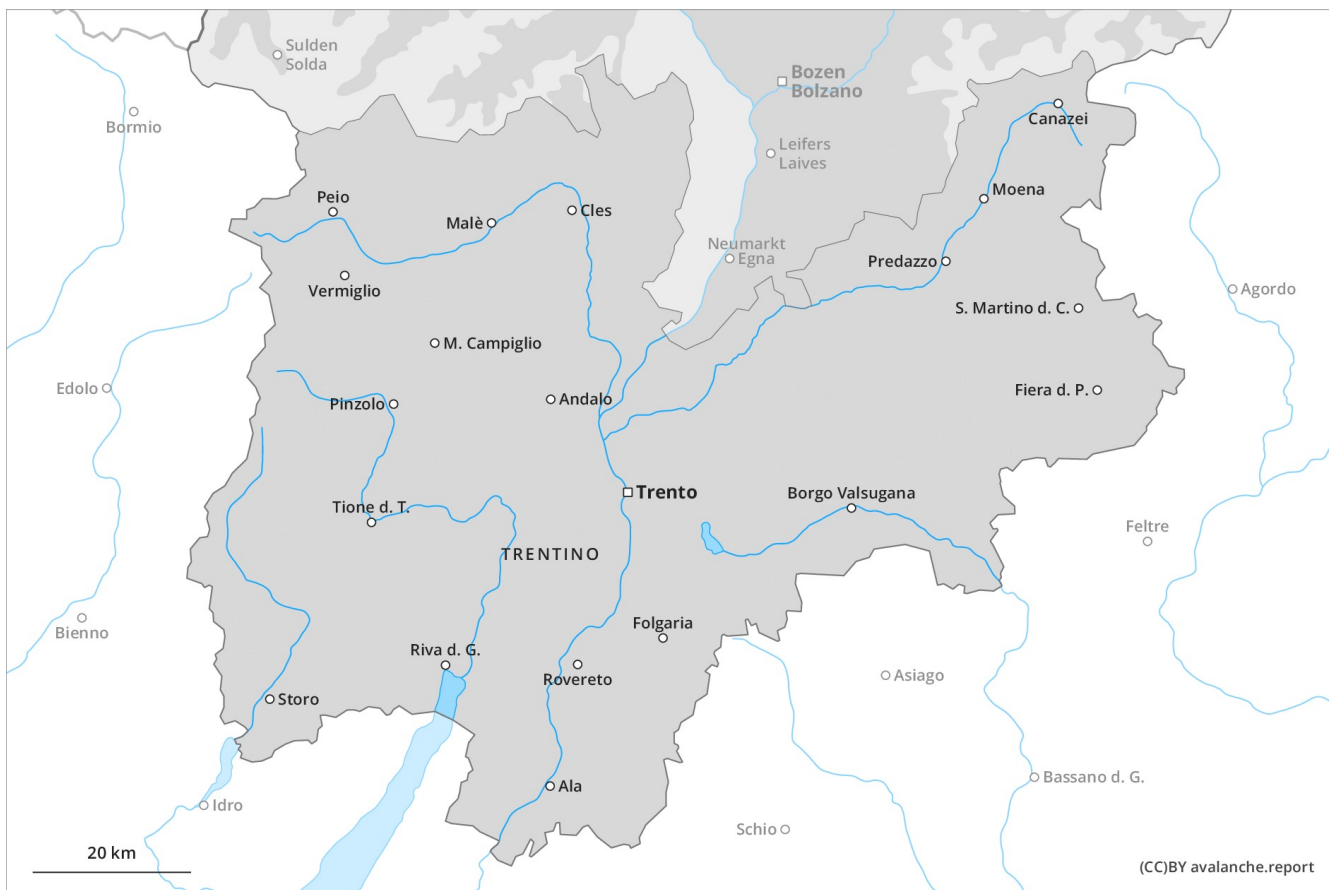 Sulden
Solda
Bozen
Bolzano
Bormio
Canazei
Leifers
Laives
Peio
Malè
Cles
Moena
Neumarkt
Egna
Predazzo
Vermiglio
Agordo
S. Martino d. C.
M. Campiglio
Edolo
Pinzolo
Andalo
Fiera d. P.
Trento
Borgo Valsugana
Tione d. T.
Feltre
TRENTINO
Bienno
Folgaria
Riva d. G.
Rovereto
Asiago
Storo
Bassano d. G.
Ala
Idro
Schio
20 km
(CC)BY avalanche.report